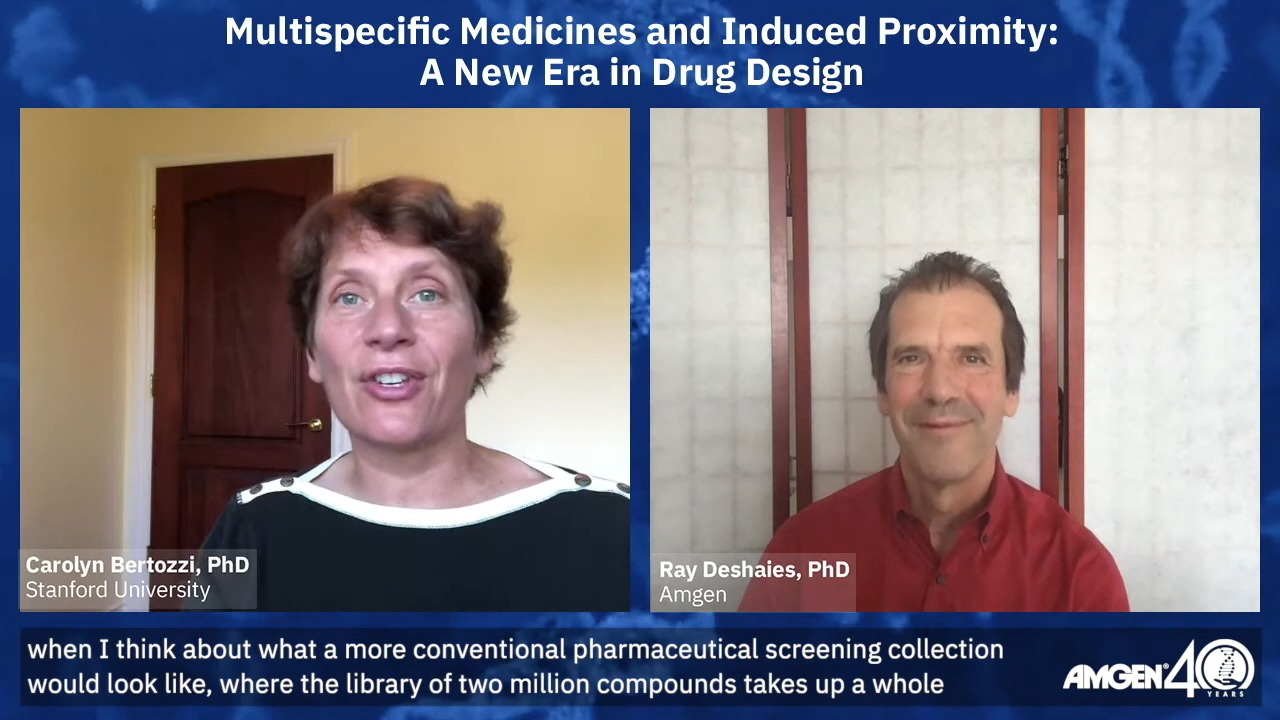 Multispecific Medicines and Induced Proximity:
A New Era in Drug Design
Carolyn Bertozzi, PhD
Stanford University
Ray Deshaies, PhD
Amgen
when I think about what a more conventional pharmaceutical screening collection
would look like, where the library of two million compounds takes up a whole
AMGEN® 40
YEARS